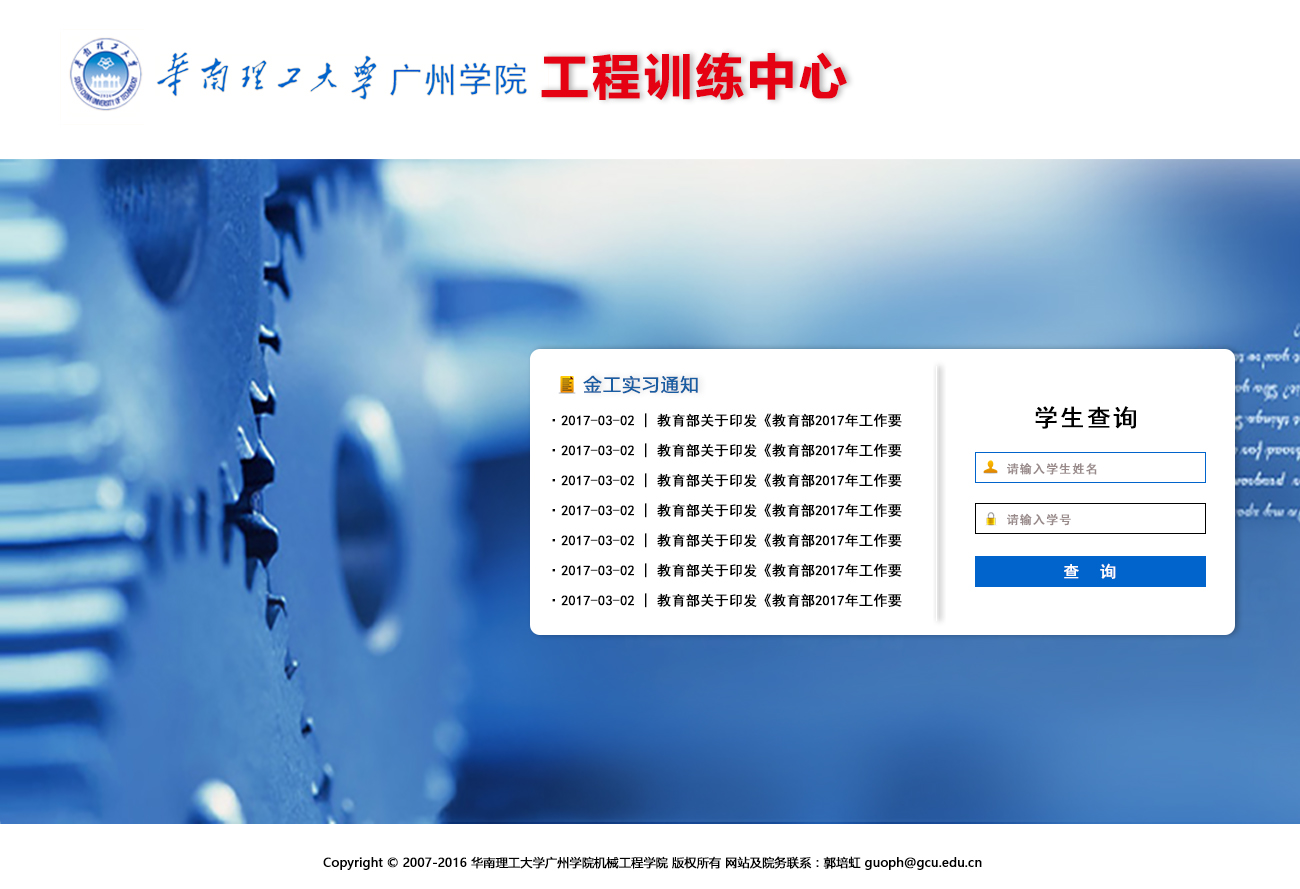 华南理工大学广州学院 工程训练中心
金工实习通知
· 2017-03-02 | 教育部关于印发《教育部2017年工作要
· 2017-03-02 | 教育部关于印发《教育部2017年工作要
· 2017-03-02 | 教育部关于印发《教育部2017年工作要
· 2017-03-02 | 教育部关于印发《教育部2017年工作要
· 2017-03-02 | 教育部关于印发《教育部2017年工作要
· 2017-03-02 | 教育部关于印发《教育部2017年工作要
· 2017-03-02 | 教育部关于印发《教育部2017年工作要
学生查询
请输入学生姓名
请输入学号
查 询
Copyright © 2007-2016 华南理工大学广州学院机械工程学院 版权所有 网站及院务联系：郭培虹 guoph@gcu.edu.cn